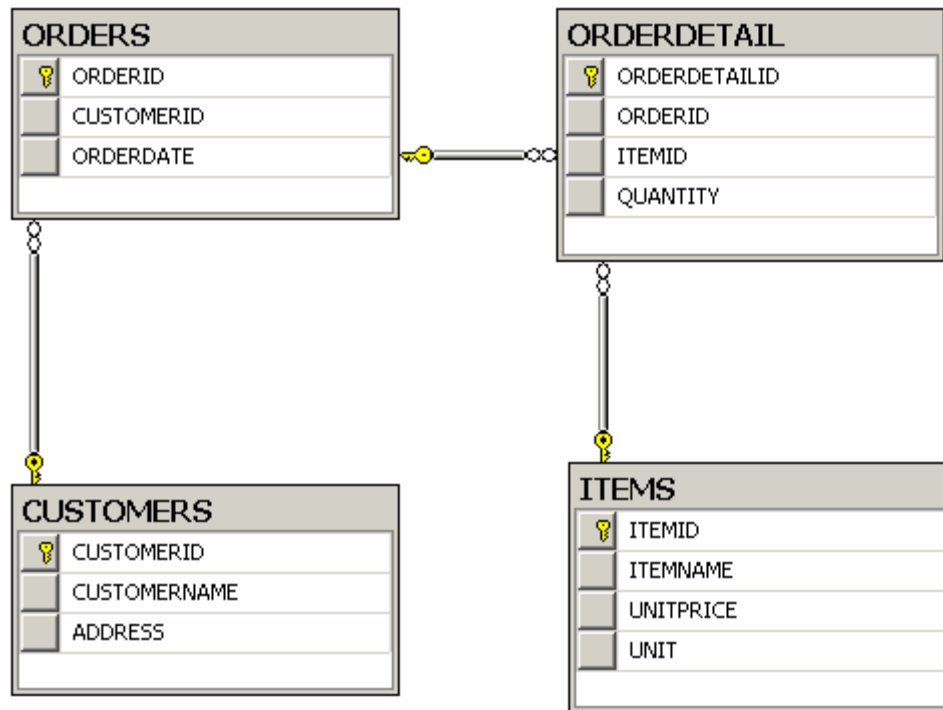 ORDERS
ORDERID
CUSTOMERID
ORDERDATE
ORDERDETAIL
ORDERDETAILID
ORDERID
ITEMID
QUANTITY
CUSTOMERS
CUSTOMERID
CUSTOMERNAME
ADDRESS
ITEMS
ITEMID
ITEMNAME
UNITPRICE
UNIT